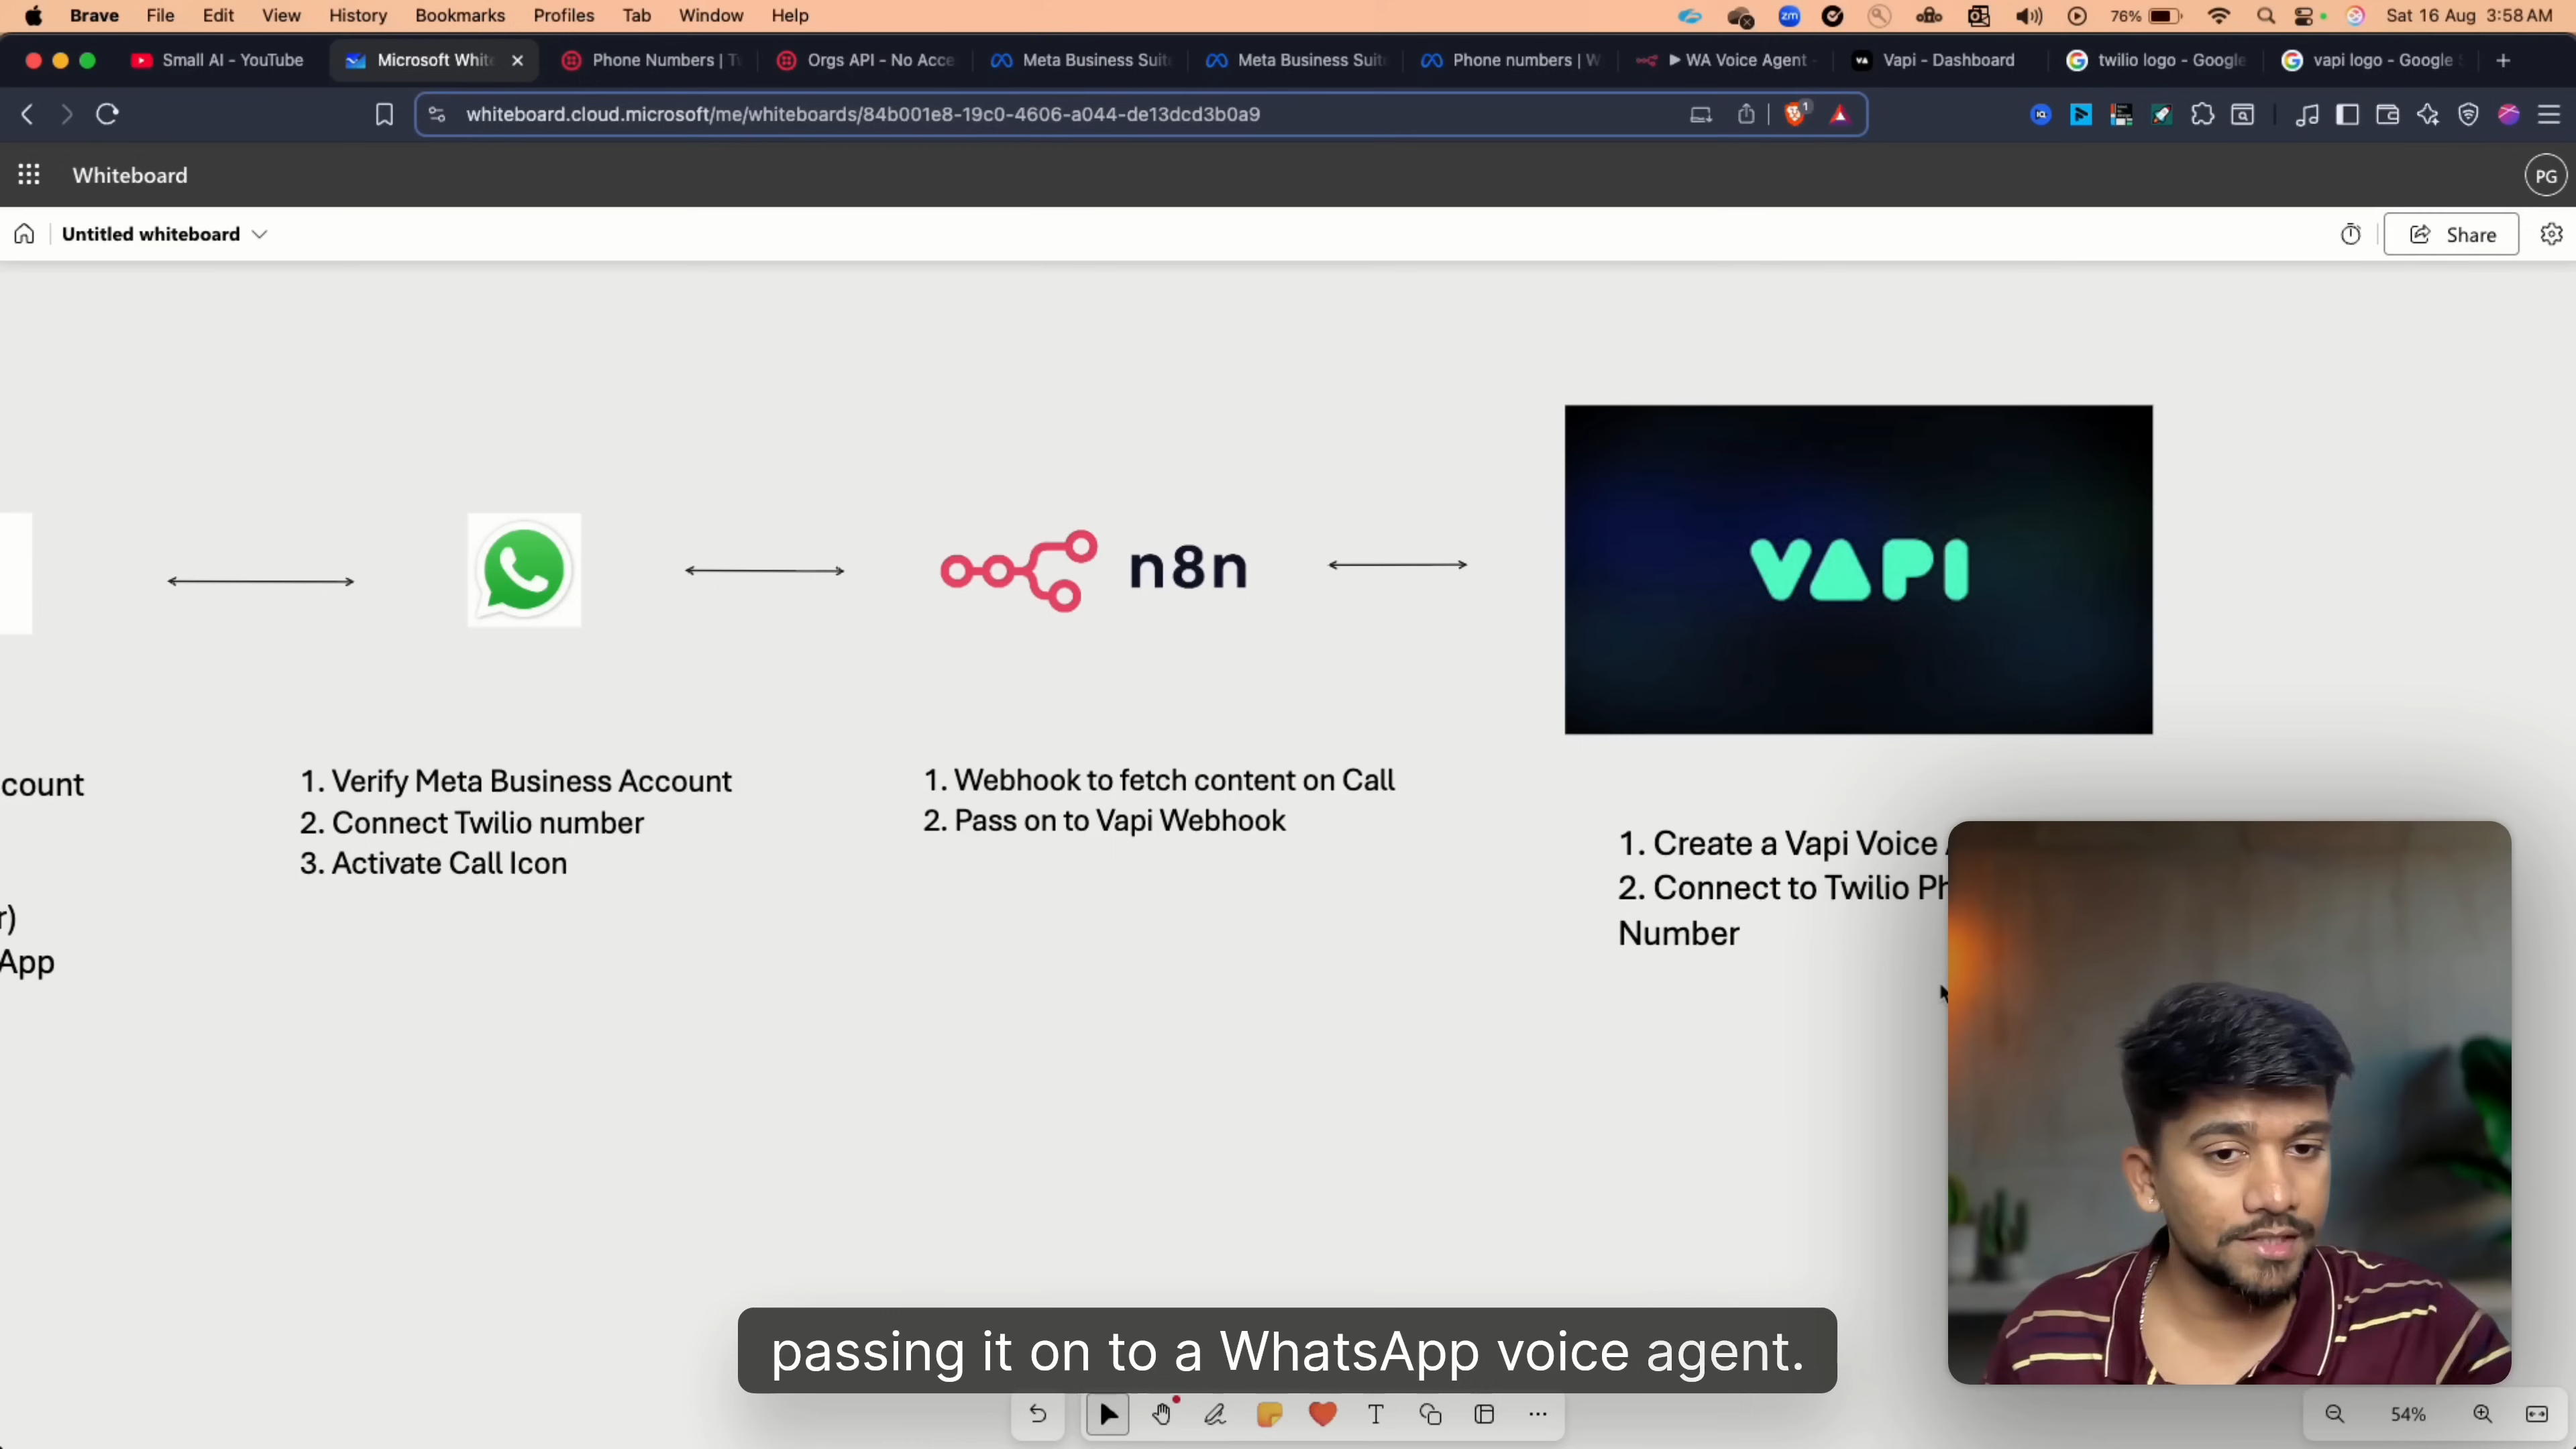 Brave File Edit View History Bookmarks Profiles Tab Window Help
zm
76%
Sat 16 Aug 3:58 AM
Small AI - YouTube
Microsoft Whit
Phone Numbers | T
Orgs API - No Acce
Meta Business Suit
Meta Business Suit
Phone numbers | W
WA Voice Agent
Vapi - Dashboard
twilio logo - Google
vapi logo - Google
whiteboard.cloud.microsoft/me/whiteboards/84b001e8-19c0-4606-a044-de13dcd3b0a9
1
Whiteboard
PG
Untitled whiteboard
Share
n8n
VAPI
count
r)
App
1. Verify Meta Business Account
2. Connect Twilio number
3. Activate Call Icon
1. Webhook to fetch content on Call
2. Pass on to Vapi Webhook
1. Create a Vapi Voice
2. Connect to Twilio Ph
Number
passing it on to a WhatsApp voice agent.
54%